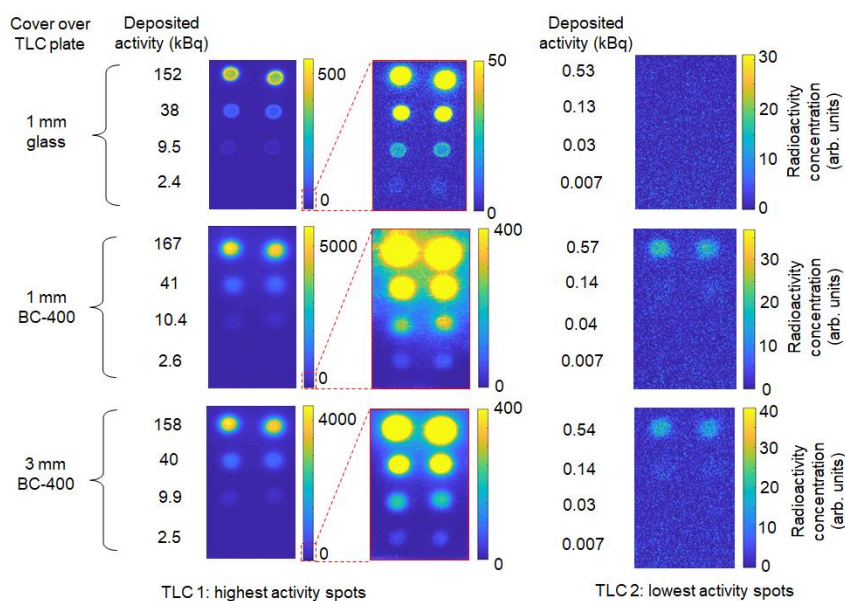 Cover over
TLC plate
Deposited
activity (kBq)
Deposited
activity (kBq)
1 mm
glass
152
38
9.5
2.4
500
0
50
0
0.53
0.13
0.03
0.007
30
20
10
0
Radioactivity
concentration
(arb. units)
1 mm
BC-400
167
41
10.4
2.6
5000
0
400
0
0.57
0.14
0.04
0.007
30
20
10
0
Radioactivity
concentration
(arb. units)
3 mm
BC-400
158
40
9.9
2.5
4000
0
400
0
0.54
0.14
0.03
0.007
40
30
20
10
0
Radioactivity
concentration
(arb. units)
TLC 1: highest activity spots
TLC 2: lowest activity spots